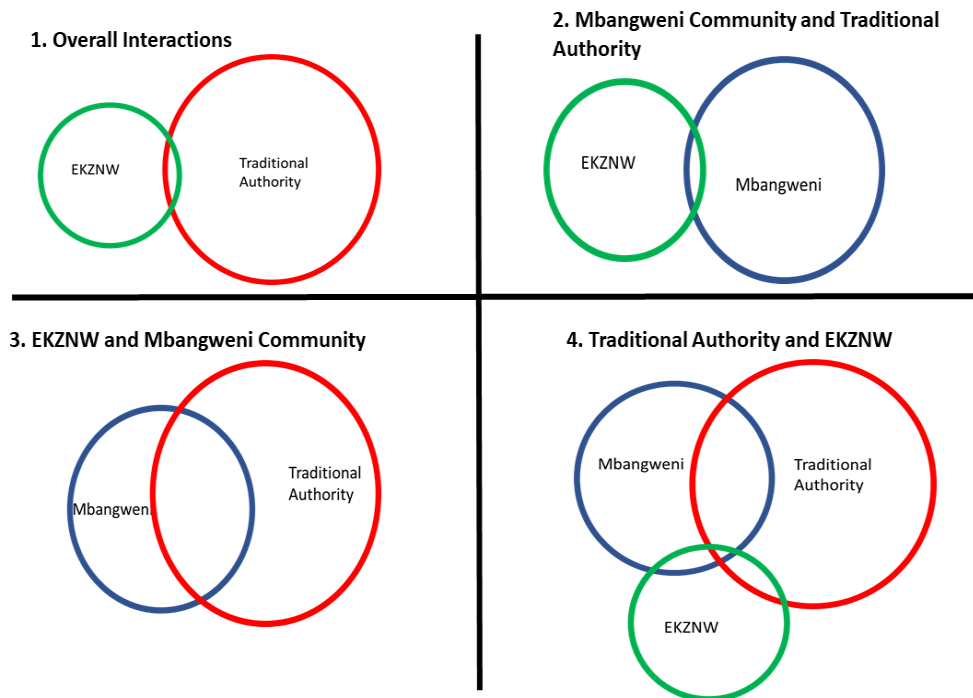 1. Overall Interactions
EKZNW
Traditional
Authority
2. Mbangweni Community and Traditional
Authority
EKZNW
Mbangweni
3. EKZNW and Mbangweni Community
Mbangweni
Traditional
Authority
4. Traditional Authority and EKZNW
Mbangweni
Traditional
Authority
EKZNW